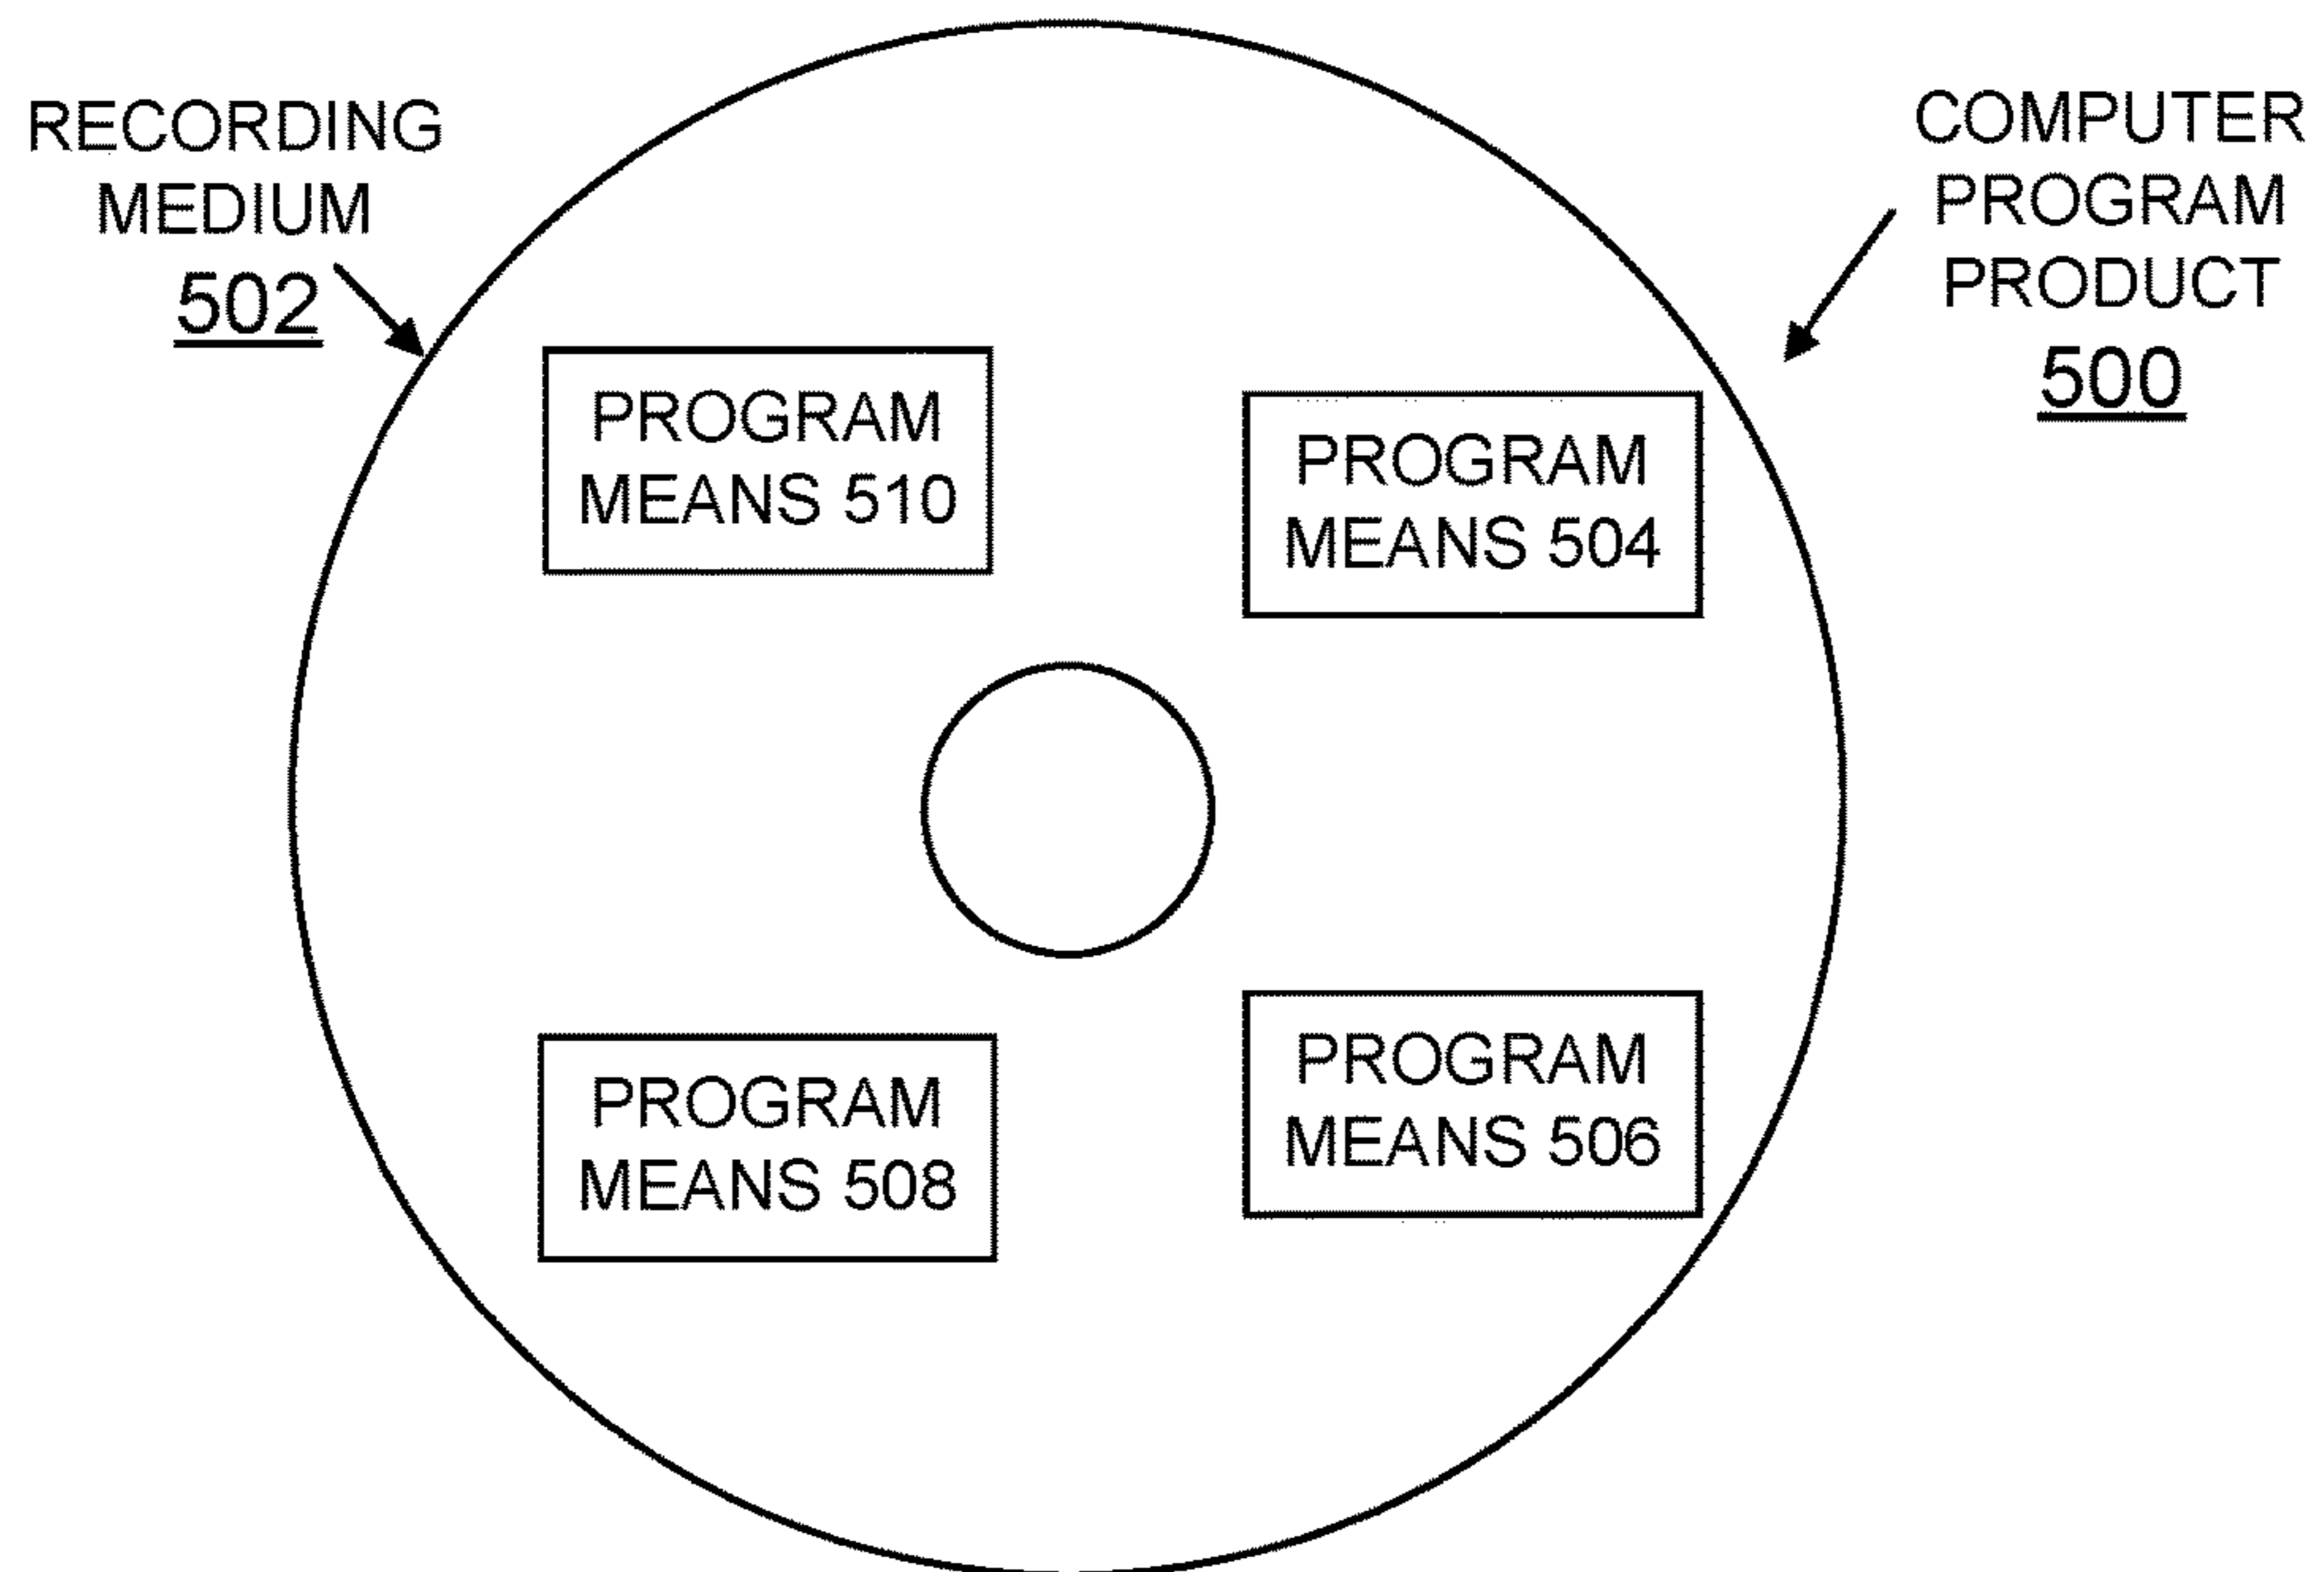 RECORDING
MEDIUM
502
COMPUTER
PROGRAM
PRODUCT
500
PROGRAM
MEANS 510
PROGRAM
MEANS 504
PROGRAM
MEANS 508
PROGRAM
MEANS 506